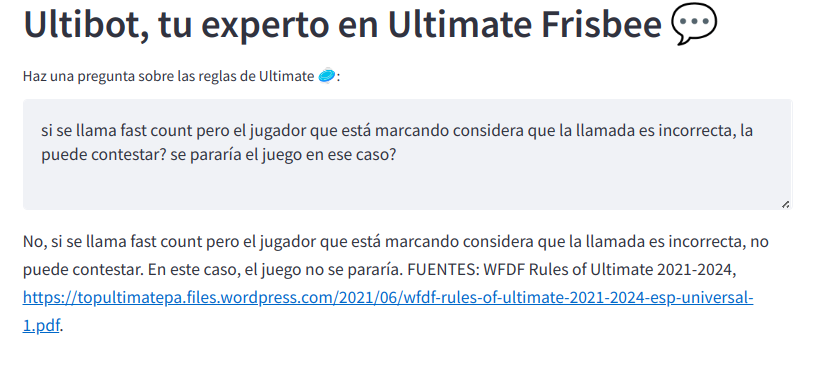 Ultibot, tu experto en Ultimate Frisbee 💬
Haz una pregunta sobre las reglas de Ultimate 🥏:
si se llama fast count pero el jugador que está marcando considera que la llamada es incorrecta, la
puede contestar? se pararía el juego en ese caso?
No, si se llama fast count pero el jugador que está marcando considera que la llamada es incorrecta, no
puede contestar. En este caso, el juego no se pararía. FUENTES: WFDF Rules of Ultimate 2021-2024,
https://topultimatepa.files.wordpress.com/2021/06/wfdf-rules-of-ultimate-2021-2024-esp-universal-
1.pdf.